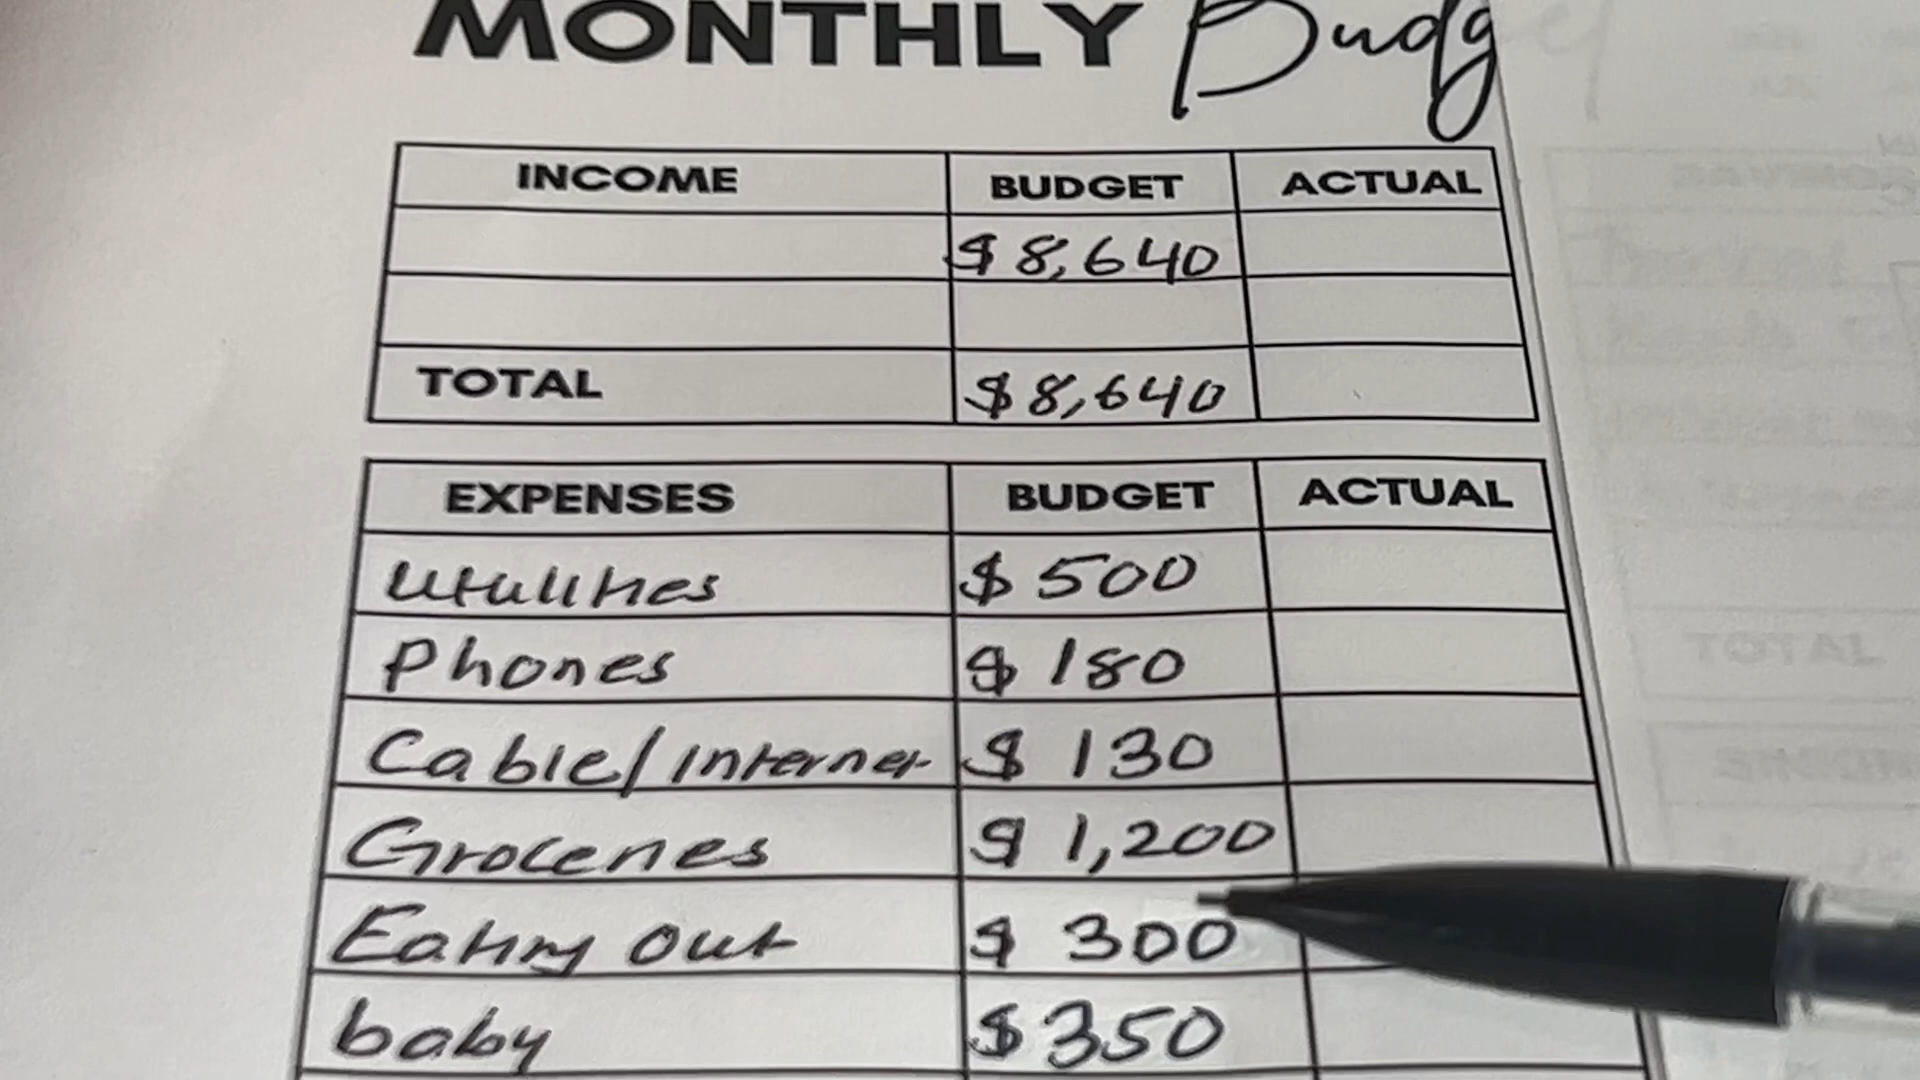 MONTHLY Budg
INCOME BUDGET ACTUAL
$8,640
TOTAL $8,640
EXPENSES BUDGET ACTUAL
Utilities $500
Phones $180
Cable/Internet $130
Groceries $1,200
Eating out $300
baby $350
TOTAL